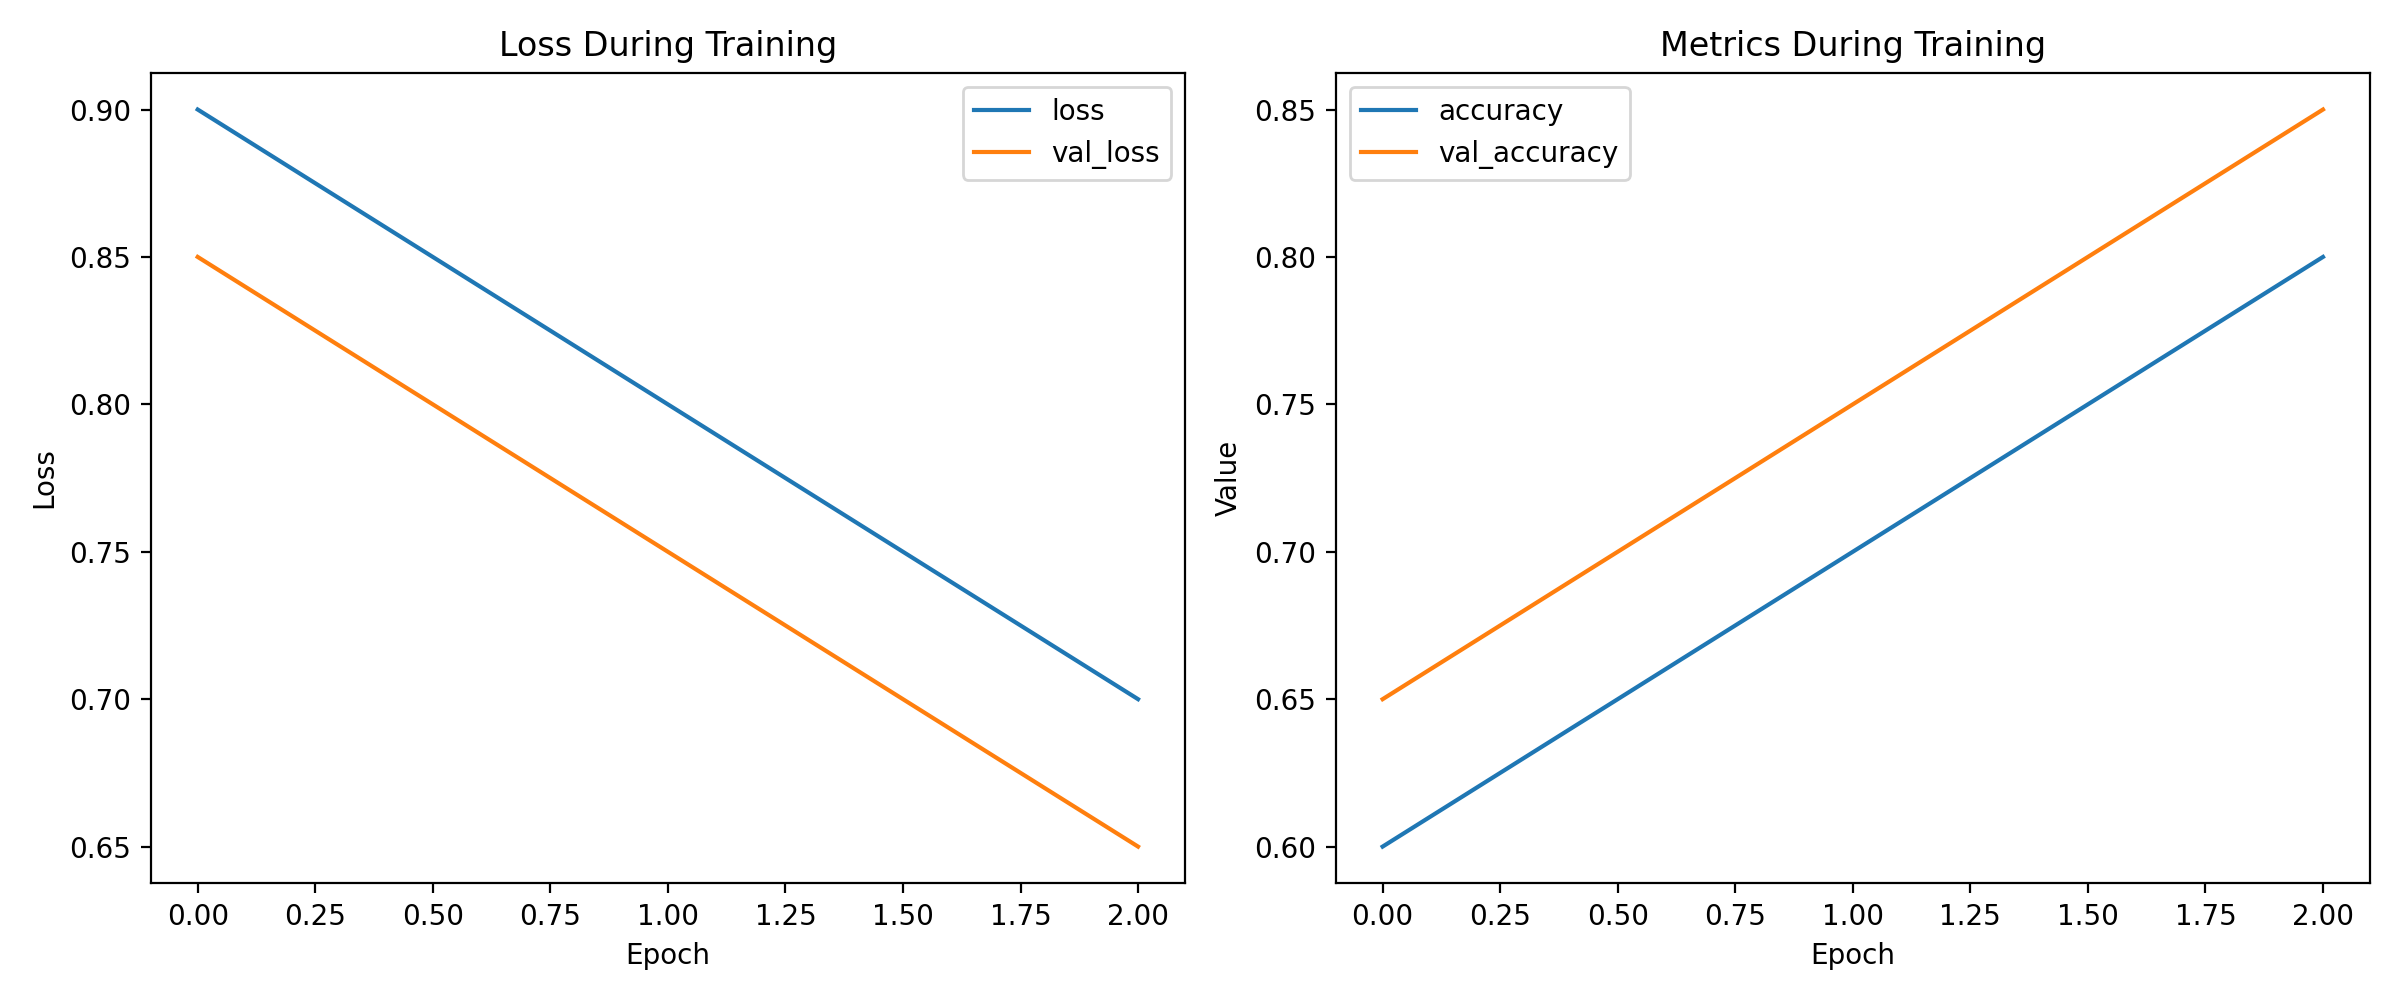 Loss During Training
0.90
0.85
0.80
0.75
0.70
0.65
Loss
loss
val_loss
0.00 0.25 0.50 0.75 1.00 1.25 1.50 1.75 2.00
Epoch
Metrics During Training
0.85
0.80
0.75
0.70
0.65
0.60
Value
accuracy
val_accuracy
0.00 0.25 0.50 0.75 1.00 1.25 1.50 1.75 2.00
Epoch